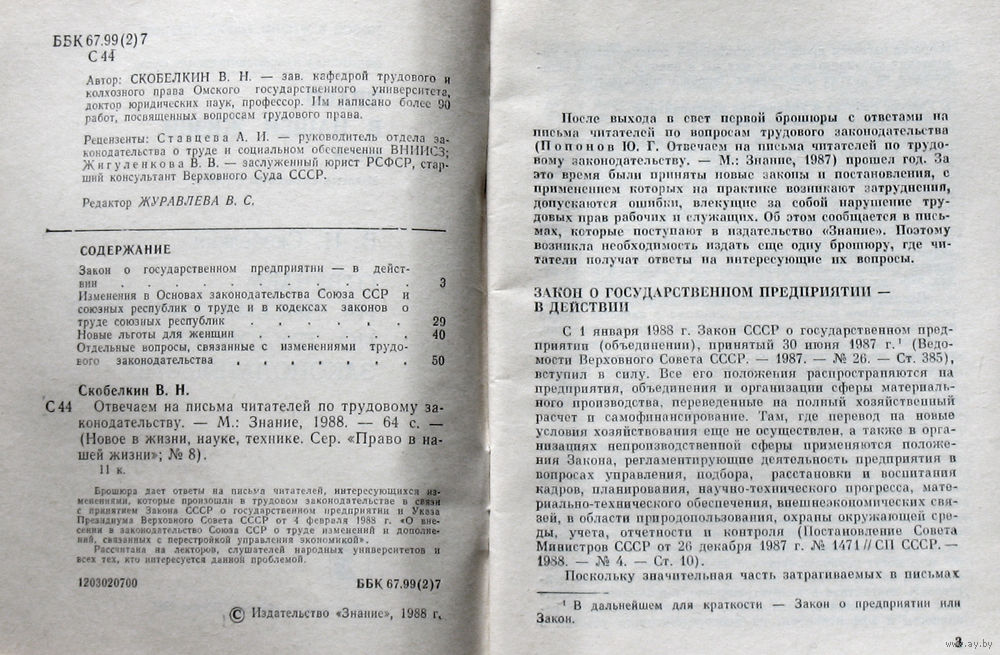 ББК 67.99(2)7
С 44
Автор: СКОБЕЛКИН В. Н. — зав. кафедрой трудового и
колхозного права Омского государственного университета,
доктор юридических наук, профессор. Им написано более 90
работ, посвященных вопросам трудового права.
Рецензенты: Ставцева А. И. — руководитель отдела за-
конодательства о труде и социальном обеспечении ВНИИСЗ;
Жигуленкова В. В. — заслуженный юрист РСФСР, стар-
ший консультант Верховного Суда СССР.
Редактор ЖУРАВЛЕВА В. С.
СОДЕРЖАНИЕ
Закон о государственном предприятии — в дейст-
вии . . . . . . . . . . . . 3
Изменения в Основах законодательства Союза ССР и
союзных республик о труде и в кодексах законов о
труде союзных республик . . . . . . 29
Новые льготы для женщин . . . . . . 40
Отдельные вопросы, связанные с изменениями трудо-
вого законодательства . . . . . . 50
Скобелкин В. Н.
С 44 Отвечаем на письма читателей по трудовому за-
конодательству. — М.: Знание, 1988. — 64 с. —
(Новое в жизни, науке, технике. Сер. «Право в на-
шей жизни»; № 8).
11 к.
Брошюра дает ответы на письма читателей, интересующихся из-
менениями, которые произошли в трудовом законодательстве в связи
с принятием Закона СССР о государственном предприятии и Указа
Президиума Верховного Совета СССР от 4 февраля 1988 г. «О вне-
сении в законодательство Союза ССР о труде изменений и дополне-
ний, связанных с перестройкой управления экономикой».
Рассчитана на лекторов, слушателей народных университетов и
всех тех, кто интересуется данной проблемой.
1203020700 ББК 67.99(2)7
© Издательство «Знание», 1988 г.
После выхода в свет первой брошюры с ответами на
письма читателей по вопросам трудового законодательства
(Попонов Ю. Г. Отвечаем на письма читателей по трудо-
вому законодательству. — М.: Знание, 1987) прошел год. За
это время были приняты новые законы и постановления, с
применением которых на практике возникают затруднения,
допускаются ошибки, влекущие за собой нарушение тру-
довых прав рабочих и служащих. Об этом сообщается в пись-
мах, которые поступают в издательство «Знание». Поэтому
возникла необходимость издать еще одну брошюру, где чи-
татели получат ответы на интересующие их вопросы.
ЗАКОН О ГОСУДАРСТВЕННОМ ПРЕДПРИЯТИИ —
В ДЕЙСТВИИ
С 1 января 1988 г. Закон СССР о государственном пред-
приятии (объединении), принятый 30 июня 1987 г.¹ (Ведо-
мости Верховного Совета СССР. — 1987. — № 26. — Ст. 385),
вступил в силу. Все его положения распространяются на
предприятия, объединения и организации сферы материаль-
ного производства, переведенные на полный хозяйственный
расчет и самофинансирование. Там, где перевод на новые
условия хозяйствования еще не осуществлен, а также в орга-
низациях непроизводственной сферы применяются положе-
ния Закона, регламентирующие деятельность предприятия в
вопросах управления, подбора, расстановки и воспитания
кадров, планирования, научно-технического прогресса, мате-
риально-технического обеспечения, внешнеэкономических свя-
зей, в области природопользования, охраны окружающей сре-
ды, учета, отчетности и контроля (Постановление Совета
Министров СССР от 26 декабря 1987 г. № 1471 // СП СССР. —
1988. — № 4. — Ст. 10).
Поскольку значительная часть затрагиваемых в письмах
¹ В дальнейшем для краткости — Закон о предприятии или
Закон.
3
www.ay.by